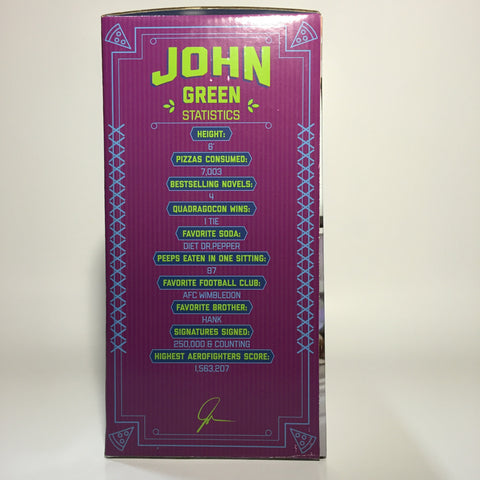 JOHN
GREEN
STATISTICS
HEIGHT:
6'
PIZZAS CONSUMED:
7,003
BESTSELLING NOVELS:
4
QUADRAGOCON WINS:
1 TIE
FAVORITE SODA:
DIET DR.PEPPER
PEEPS EATEN IN ONE SITTING:
97
FAVORITE FOOTBALL CLUB:
AFC WIMBLEDON
FAVORITE BROTHER:
HANK
SIGNATURES SIGNED:
250,000 & COUNTING
HIGHEST AEROFIGHTERS SCORE:
1,563,207